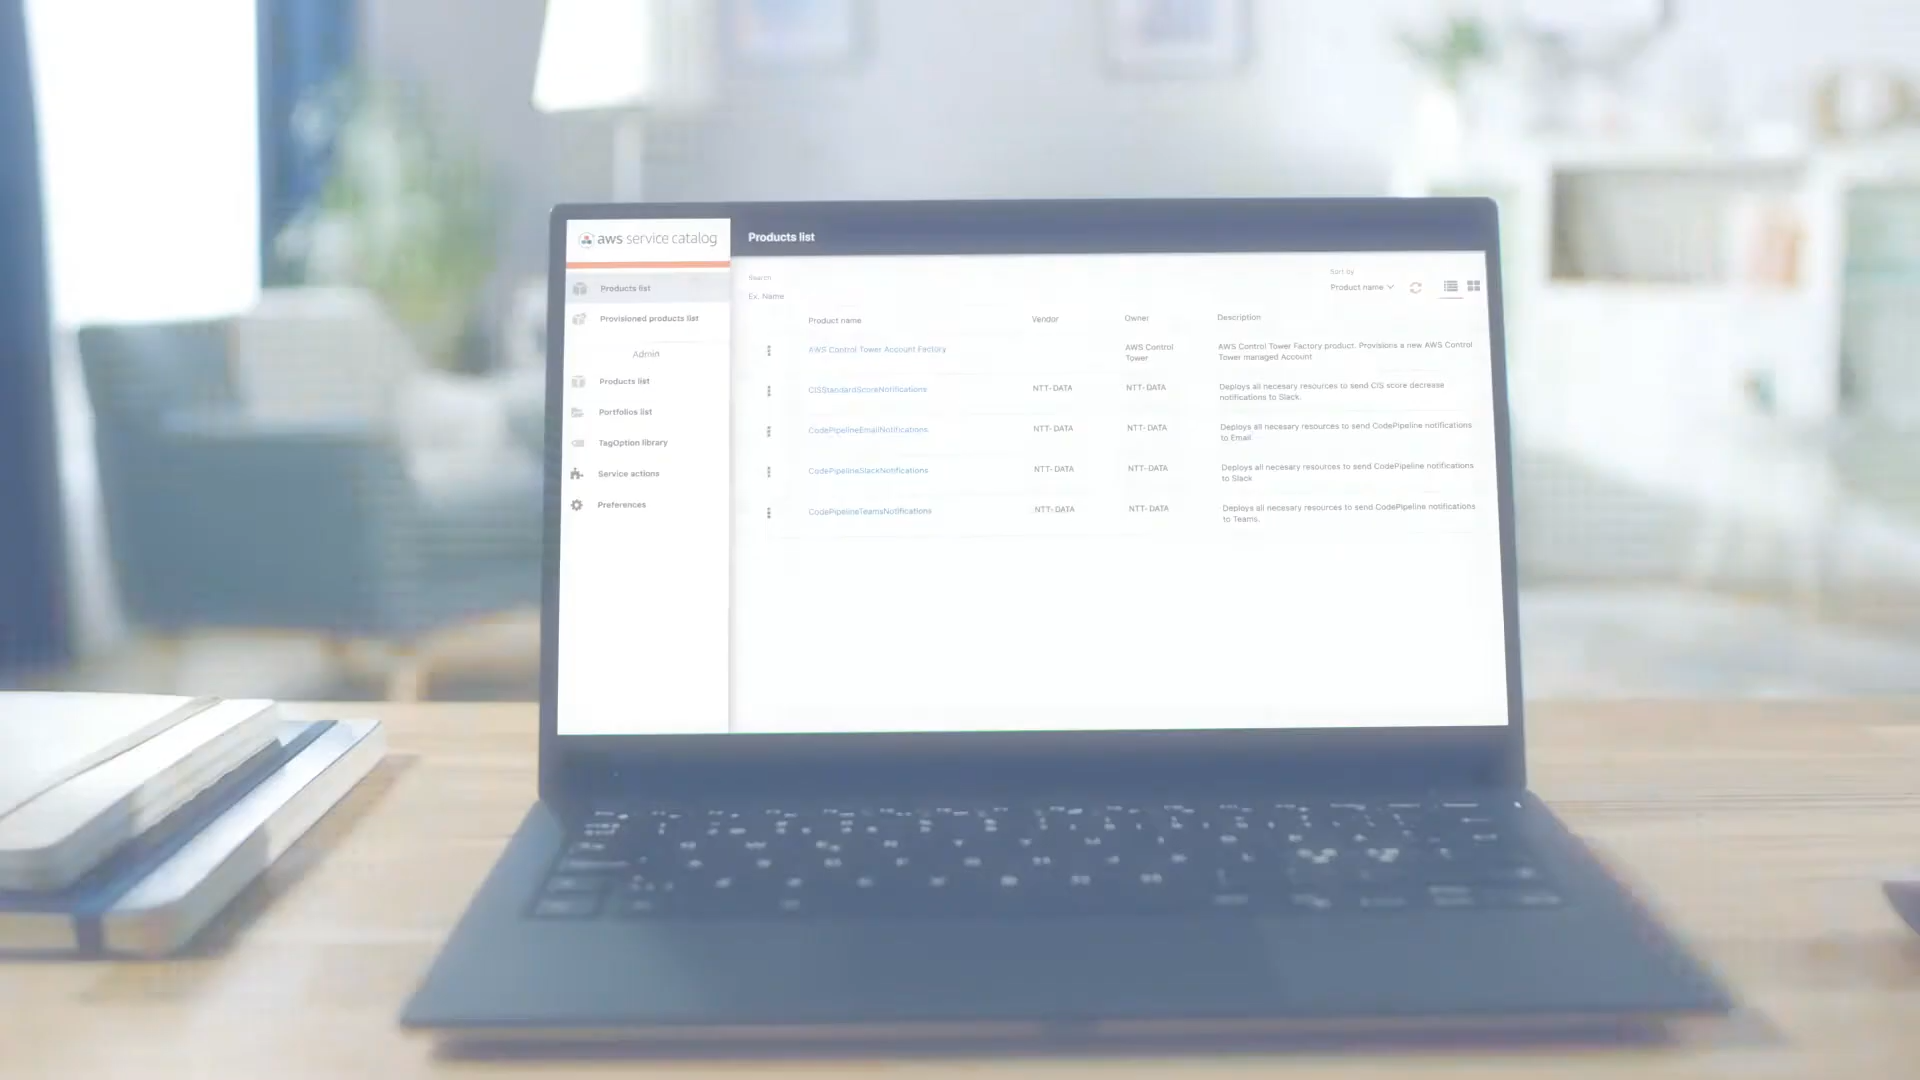 aws service catalog
Products list
Products list
Provisioned products list
Admin
Products list
Portfolios list
TagOption library
Service actions
Preferences
Search
Ex. Name
Sort by
Product name
Product name Vendor Owner Description
AWS Control Tower Account Factory AWS Control Tower AWS Control Tower Factory product. Provisions a new AWS Control
Tower managed Account
CISStandardScoreNotifications NTT-DATA NTT-DATA Deploys all necesary resources to send CIS score decrease
notifications to Slack.
CodePipelineEmailNotifications NTT-DATA NTT-DATA Deploys all necesary resources to send CodePipeline notifications
to Email
CodePipelineSlackNotifications NTT-DATA NTT-DATA Deploys all necesary resources to send CodePipeline notifications
to Slack
CodePipelineTeamsNotifications NTT-DATA NTT-DATA Deploys all necesary resources to send CodePipeline notifications
to Teams.